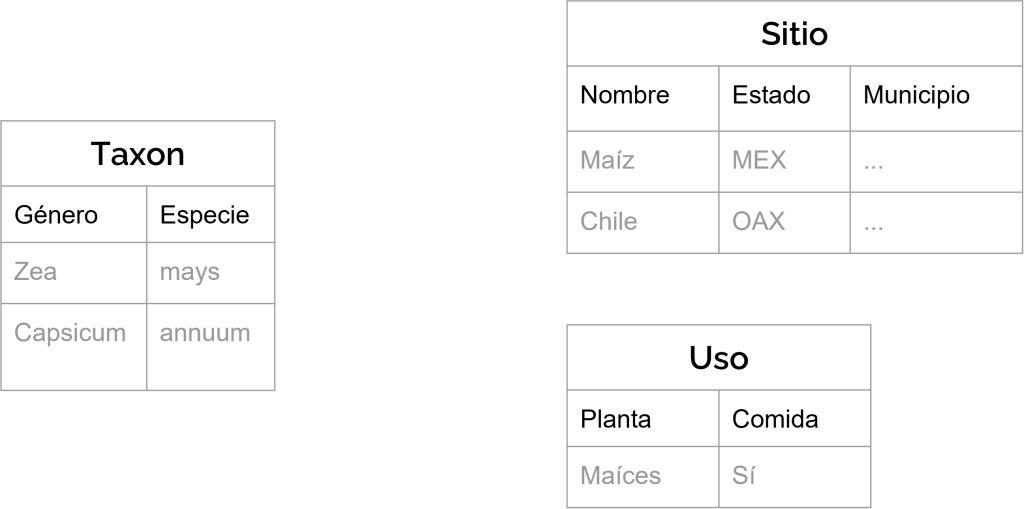 Taxon
Género Especie
Zea mays
Capsicum annuum
Sitio
Nombre Estado Municipio
Maíz MEX ...
Chile OAX ...
Uso
Planta Comida
Maíces Sí